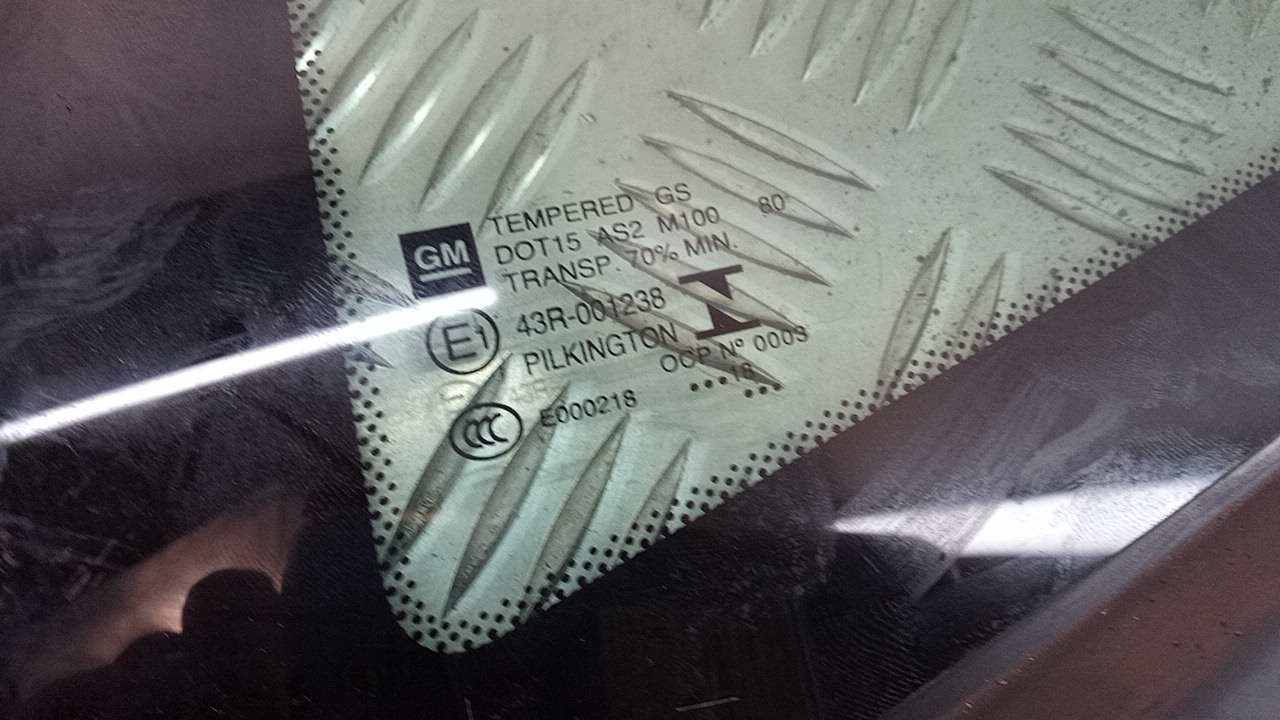 GM
TEMPERED GS
DOT15 AS2 M100 80
TRANSP. 70% MIN.
E1 43R-001238 I
PILKINGTON OCP Nº 0003
•••18
••
CCC E000218